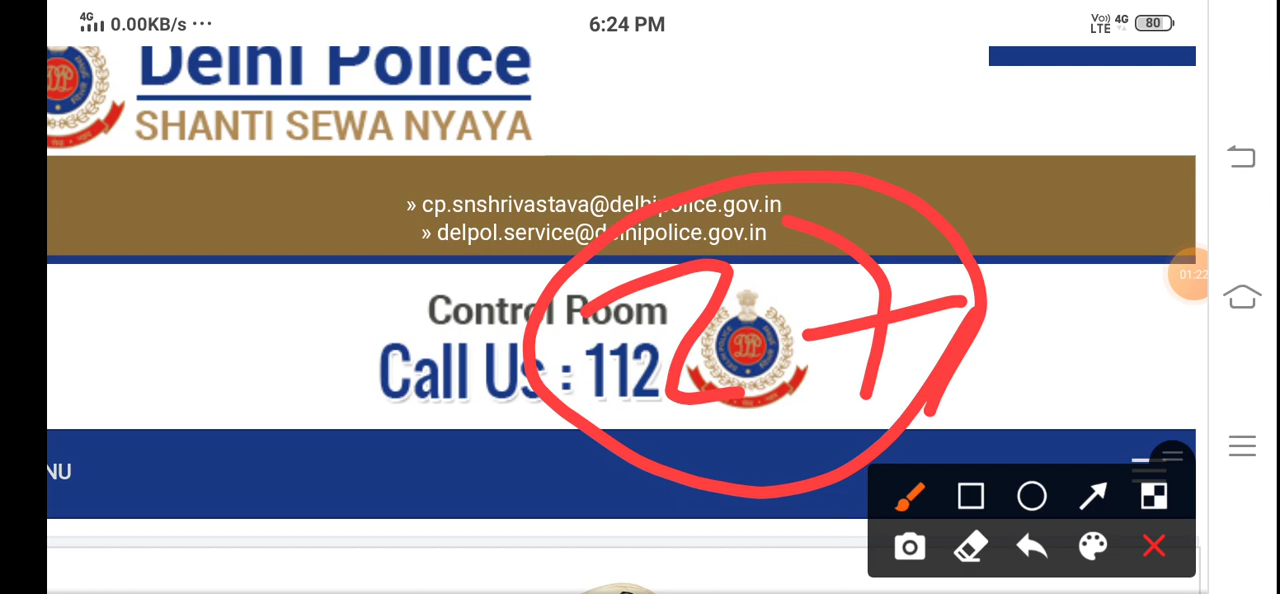 4G 0.00KB/s ... 6:24 PM Vo)) LTE 4G 80
Delhi Police
SHANTI SEWA NYAYA
» cp.snshrivastava@delhipolice.gov.in
» delpol.service@delhipolice.gov.in
01:22
Control Room
Call Us : 112
27
NU